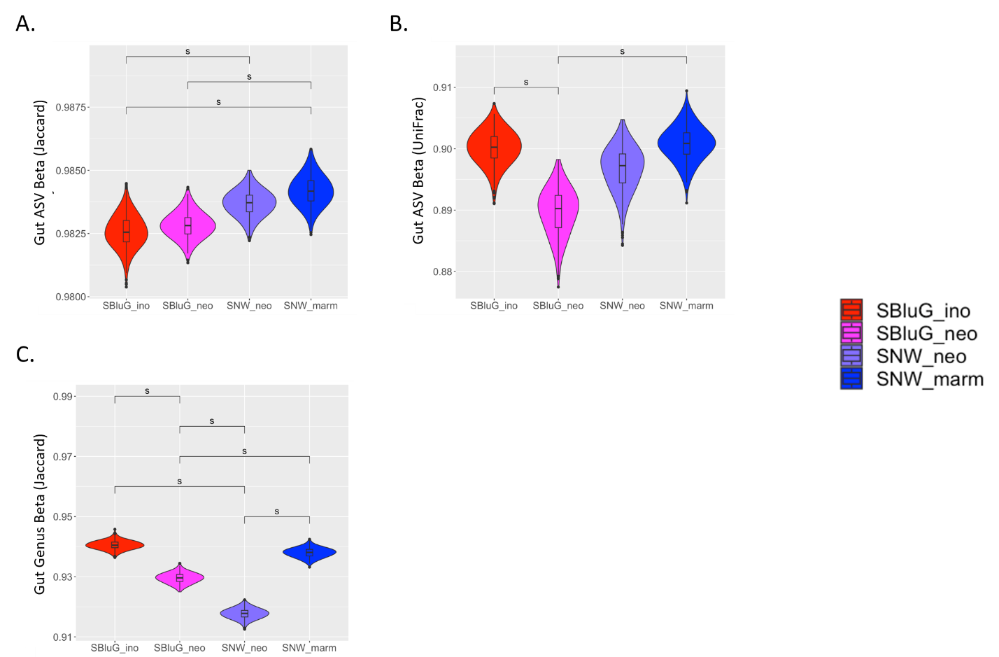 A.
s
s
s
Gut ASV Beta (Jaccard)
0.9875
0.9850
0.9825
0.9800
SBluG_ino SBluG_neo SNW_neo SNW_marm
B.
s
s
Gut ASV Beta (UniFrac)
0.91
0.90
0.89
0.88
SBluG_ino SBluG_neo SNW_neo SNW_marm
SBluG_ino
SBluG_neo
SNW_neo
SNW_marm
C.
s
s
s
s
s
Gut Genus Beta (Jaccard)
0.99
0.97
0.95
0.93
0.91
SBluG_ino SBluG_neo SNW_neo SNW_marm